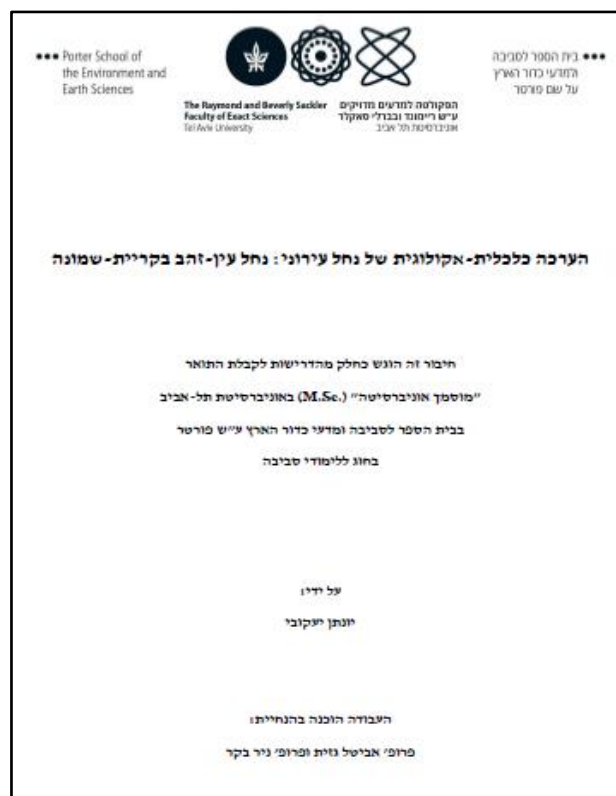 ••• Porter School of
the Environment and
Earth Sciences
The Raymond and Beverly Sackler
Faculty of Exact Sciences
Tel Aviv University
הפקולטה למדעים מדויקים
ע״ש ריימונד ובברלי סאקלר
אוניברסיטת תל אביב
••• בית הספר לסביבה
ולמדעי כדור הארץ
על שם פורטר
הערכה כלכלית-אקולוגית של נחל עירוני: נחל עין-זהב בקריית-שמונה
חיבור זה הוגש כחלק מהדרישות לקבלת התואר
״מוסמך אוניברסיטה״ (M.Sc.) באוניברסיטת תל-אביב
בבית הספר לסביבה ומדעי כדור הארץ ע״ש פורטר
בחוג ללימודי סביבה
על ידי:
יונתן יעקובי
העבודה הוכנה בהנחיית:
פרופ׳ אביטל גזית ופרופ׳ ניר בקר